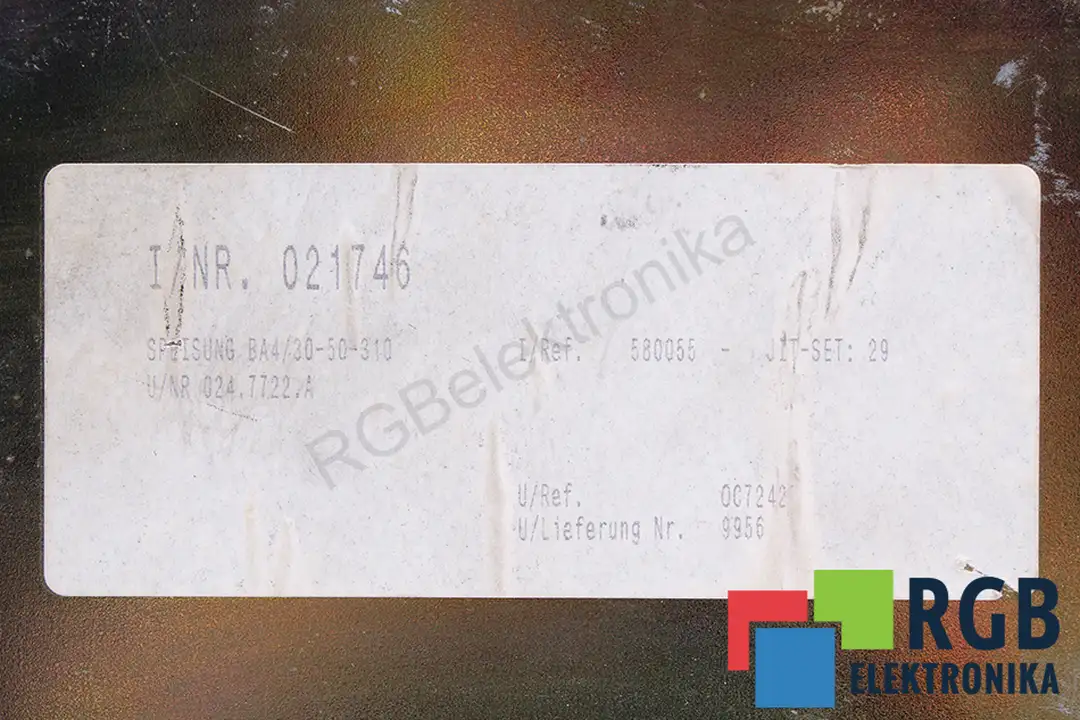 I/NR. 021746
SPEISUNG BA4/30-50-310
I/Ref. 580055 - JIT-SET: 29
U/NR 024.7722.A
RGBelektronika
U/Ref. 0C7242
U/Lieferung Nr. 9956
RGB
ELEKTRONIKA